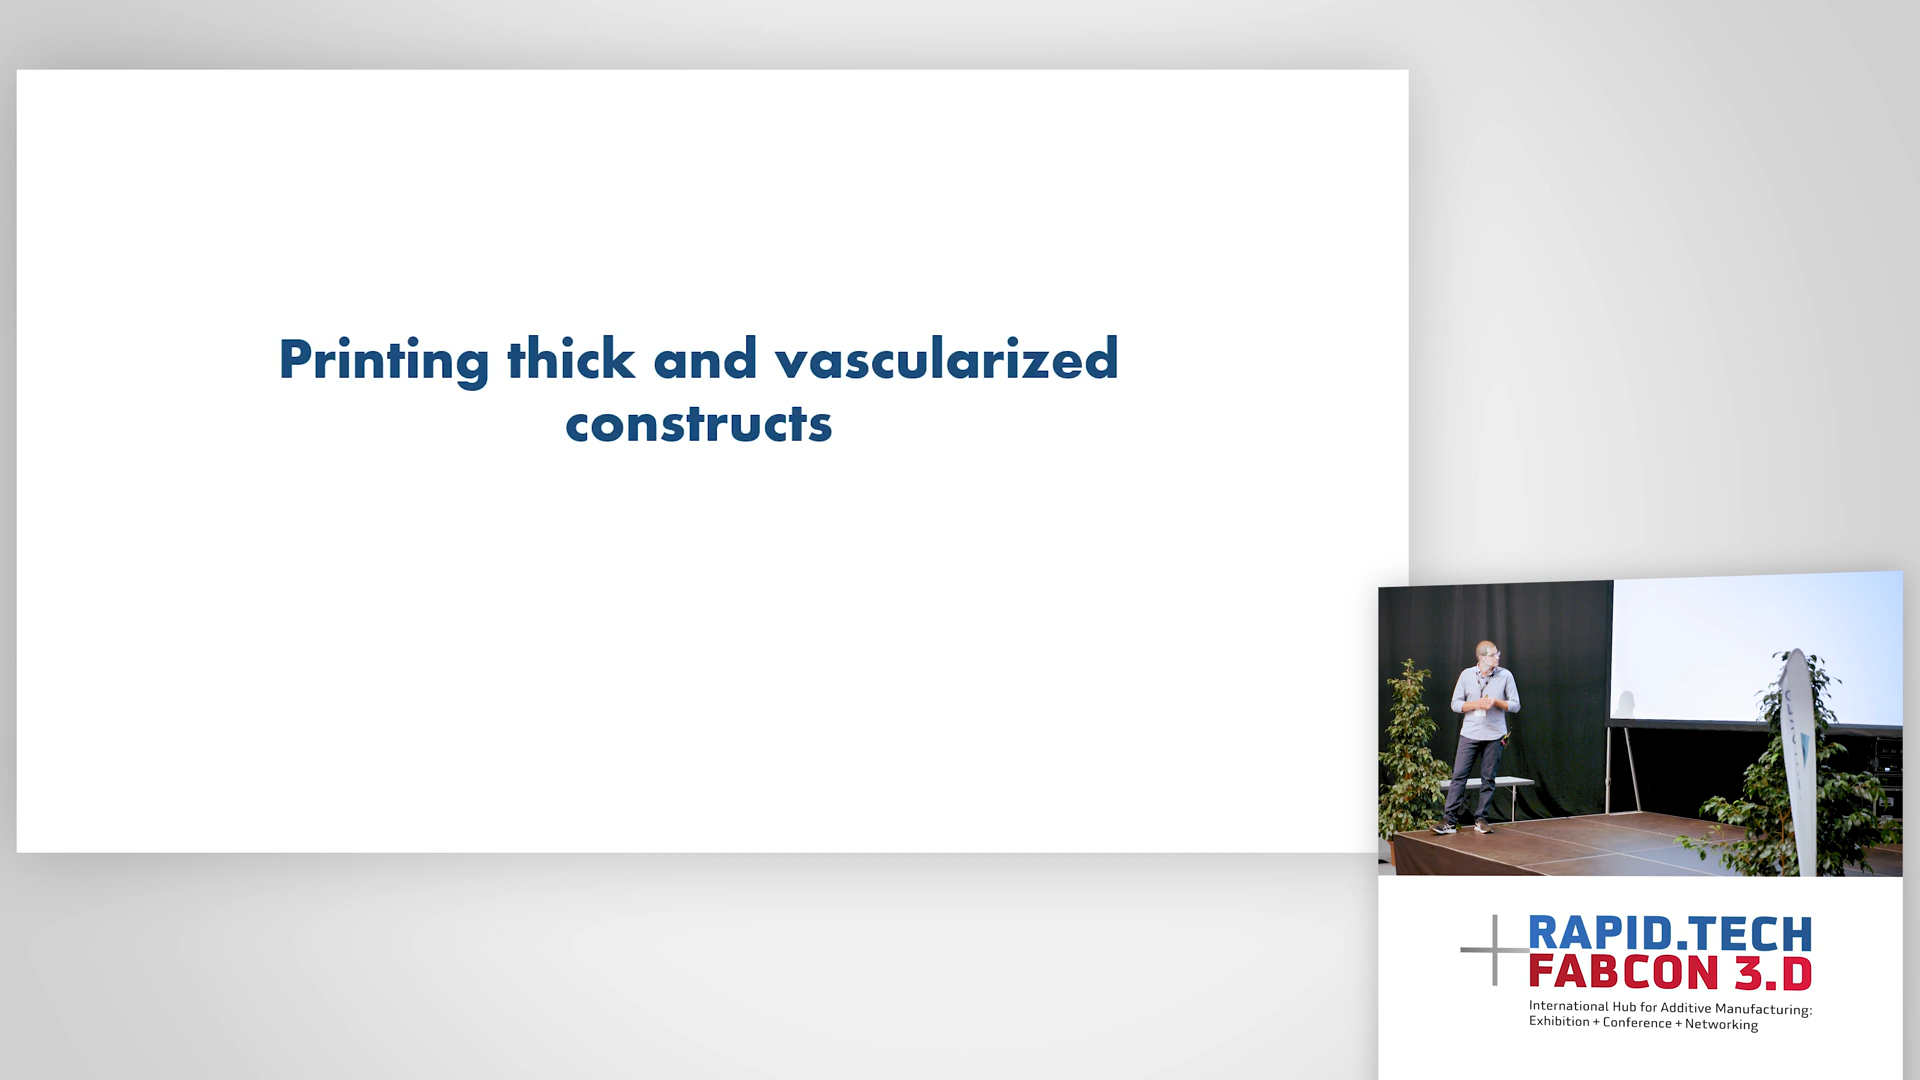 Printing thick and vascularized
constructs
RAPID.TECH
FABCON 3.D
International Hub for Additive Manufacturing:
Exhibition + Conference + Networking